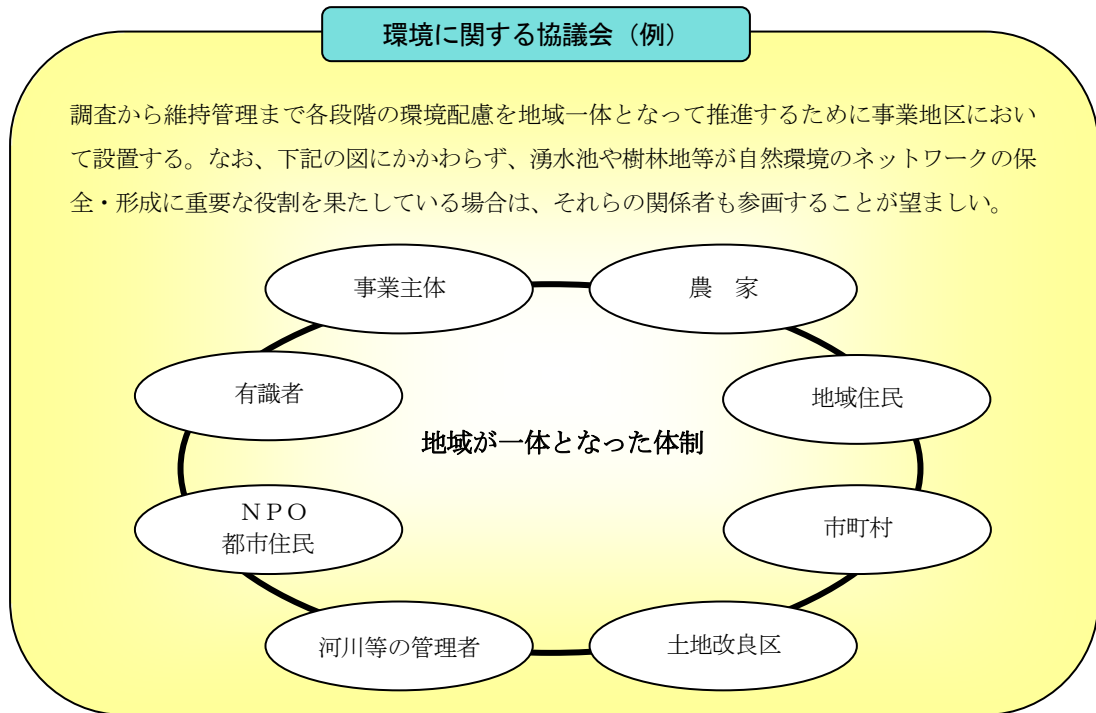 環境に関する協議会（例）
調査から維持管理まで各段階の環境配慮を地域一体となって推進するために事業地区におい
て設置する。なお、下記の図にかかわらず、湧水池や樹林地等が自然環境のネットワークの保
全・形成に重要な役割を果たしている場合は、それらの関係者も参画することが望ましい。
事業主体
農　家
有識者
地域住民
地域が一体となった体制
ＮＰＯ
都市住民
市町村
河川等の管理者
土地改良区